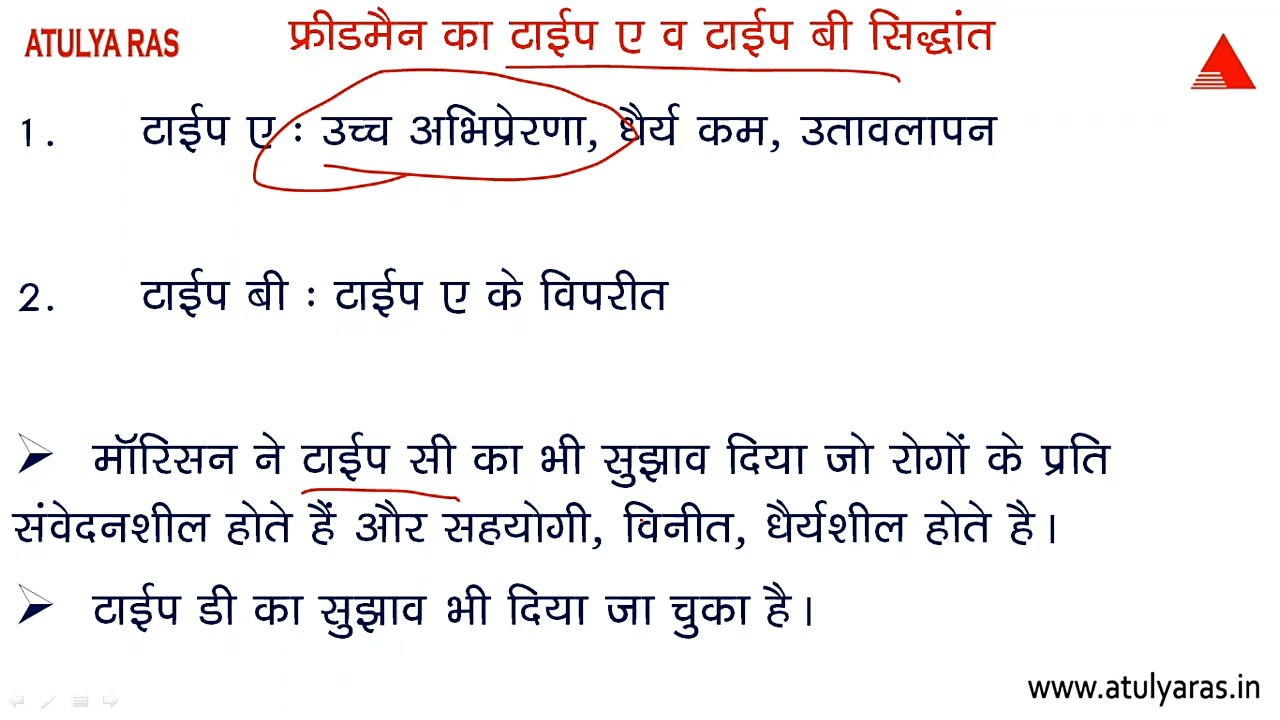 ATULYA RAS
फ्रीडमैन का टाईप ए व टाईप बी सिद्धांत
1. टाईप ए : उच्च अभिप्रेरणा, धैर्य कम, उतावलापन
2. टाईप बी : टाईप ए के विपरीत
मॉरिसन ने टाईप सी का भी सुझाव दिया जो रोगों के प्रति
संवेदनशील होते हैं और सहयोगी, विनीत, धैर्यशील होते है।
टाईप डी का सुझाव भी दिया जा चुका है।
www.atulyaras.in